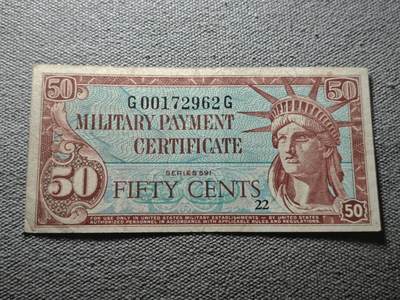 50 50
G00172962G
MILITARY PAYMENT
CERTIFICATE
SERIES 591
50 FIFTY CENTS
22
FOR USE ONLY IN UNITED STATES MILITARY ESTABLISHMENTS — BY UNITED STATES 50
AUTHORIZED PERSONNEL IN ACCORDANCE WITH APPLICABLE RULES AND REGULATIONS.